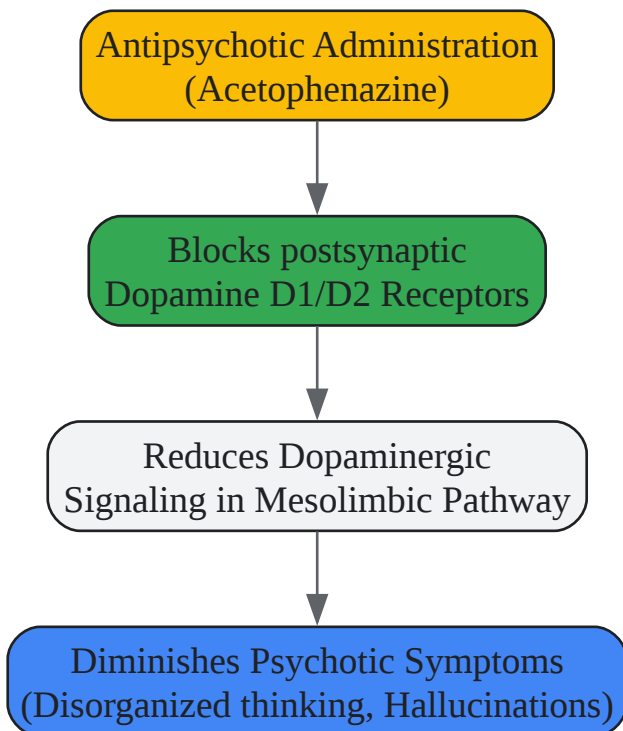 Antipsychotic Administration
(Acetophenazine)
Blocks postsynaptic
Dopamine D1/D2 Receptors
Reduces Dopaminergic
Signaling in Mesolimbic Pathway
Diminishes Psychotic Symptoms
(Disorganized thinking, Hallucinations)